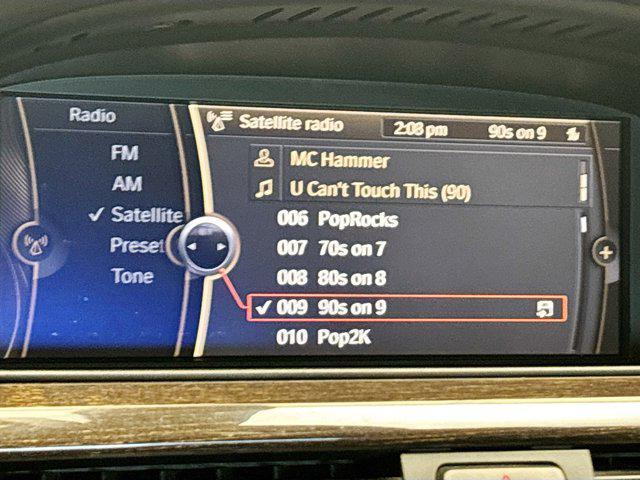 Radio
FM
AM
✓ Satellite
Preset
Tone
Satellite radio
2:08 pm
90s on 9
MC Hammer
U Can't Touch This (90)
006 PopRocks
007 70s on 7
008 80s on 8
✓ 009 90s on 9
010 Pop2K